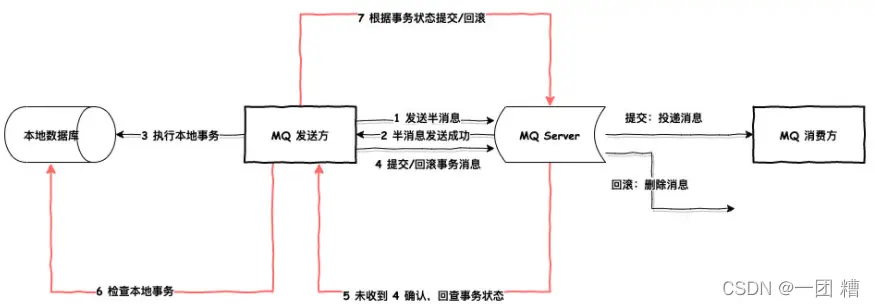 7 根据事务状态提交/回滚
本地数据库
3 执行本地事务
MQ 发送方
1 发送半消息
2 半消息发送成功
4 提交/回滚事务消息
MQ Server
提交：投递消息
MQ 消费方
回滚：删除消息
6 检查本地事务
5 未收到 4 确认，回查事务状态
CSDN @一团 糟